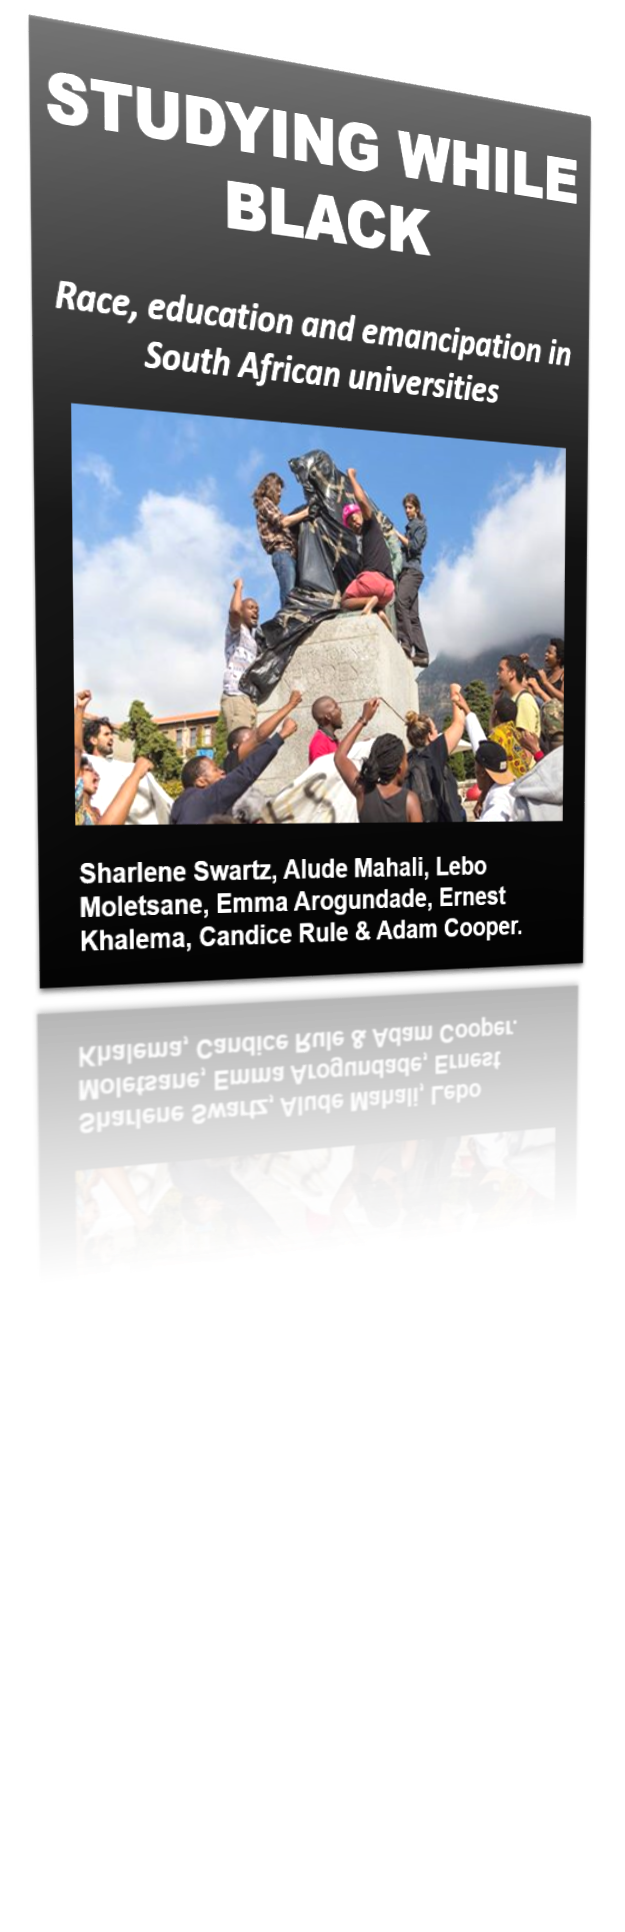 STUDYING WHILE
BLACK
Race, education and emancipation in
South African universities
Sharlene Swartz, Alude Mahali, Lebo
Moletsane, Emma Arogundade, Ernest
Khalema, Candice Rule & Adam Cooper.